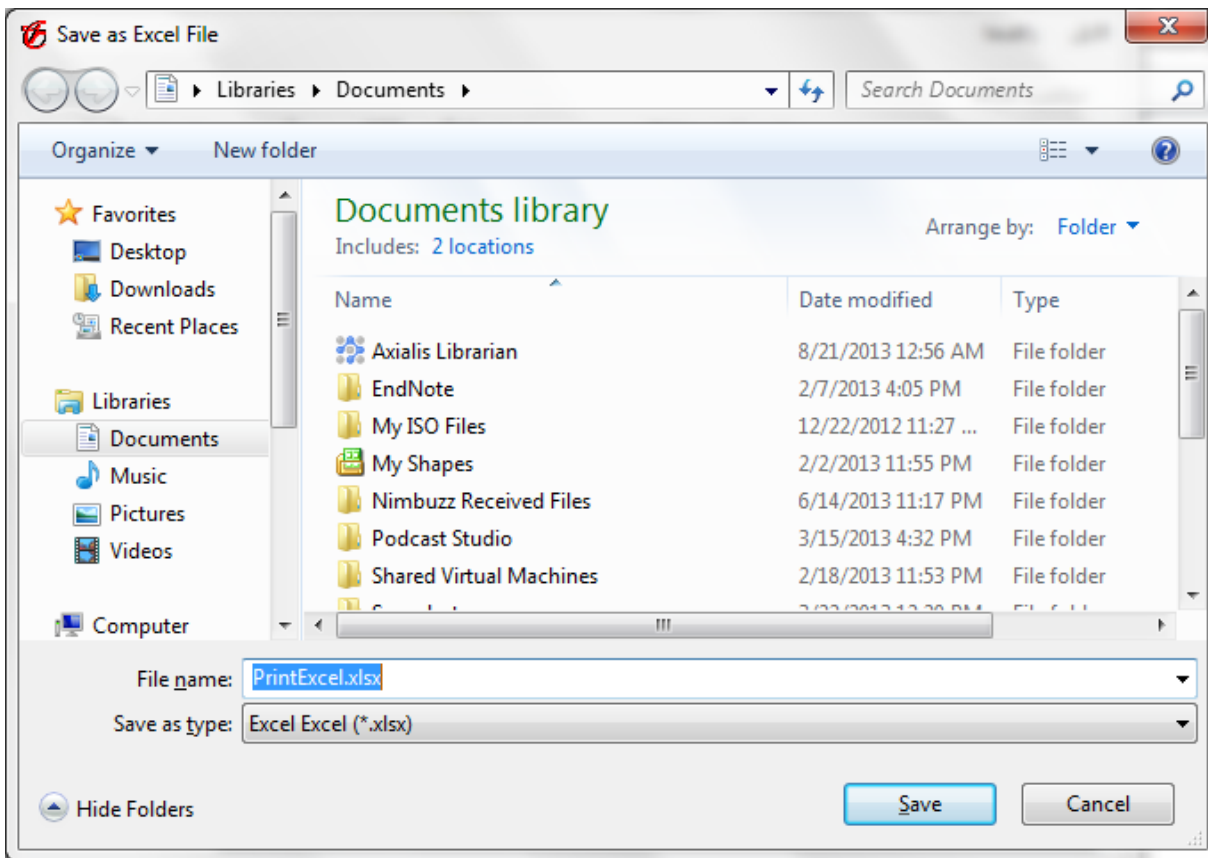 Save as Excel File
Libraries Documents
Search Documents
Organize New folder
Favorites
Desktop
Downloads
Recent Places
Libraries
Documents
Music
Pictures
Videos
Computer
Documents library
Includes: 2 locations
Arrange by: Folder
Name Date modified Type
Axialis Librarian 8/21/2013 12:56 AM File folder
EndNote 2/7/2013 4:05 PM File folder
My ISO Files 12/22/2012 11:27 ... File folder
My Shapes 2/2/2013 11:55 PM File folder
Nimbuzz Received Files 6/14/2013 11:17 PM File folder
Podcast Studio 3/15/2013 4:32 PM File folder
Shared Virtual Machines 2/18/2013 11:53 PM File folder
File name: PrintExcel.xlsx
Save as type: Excel Excel (*.xlsx)
Hide Folders
Save Cancel